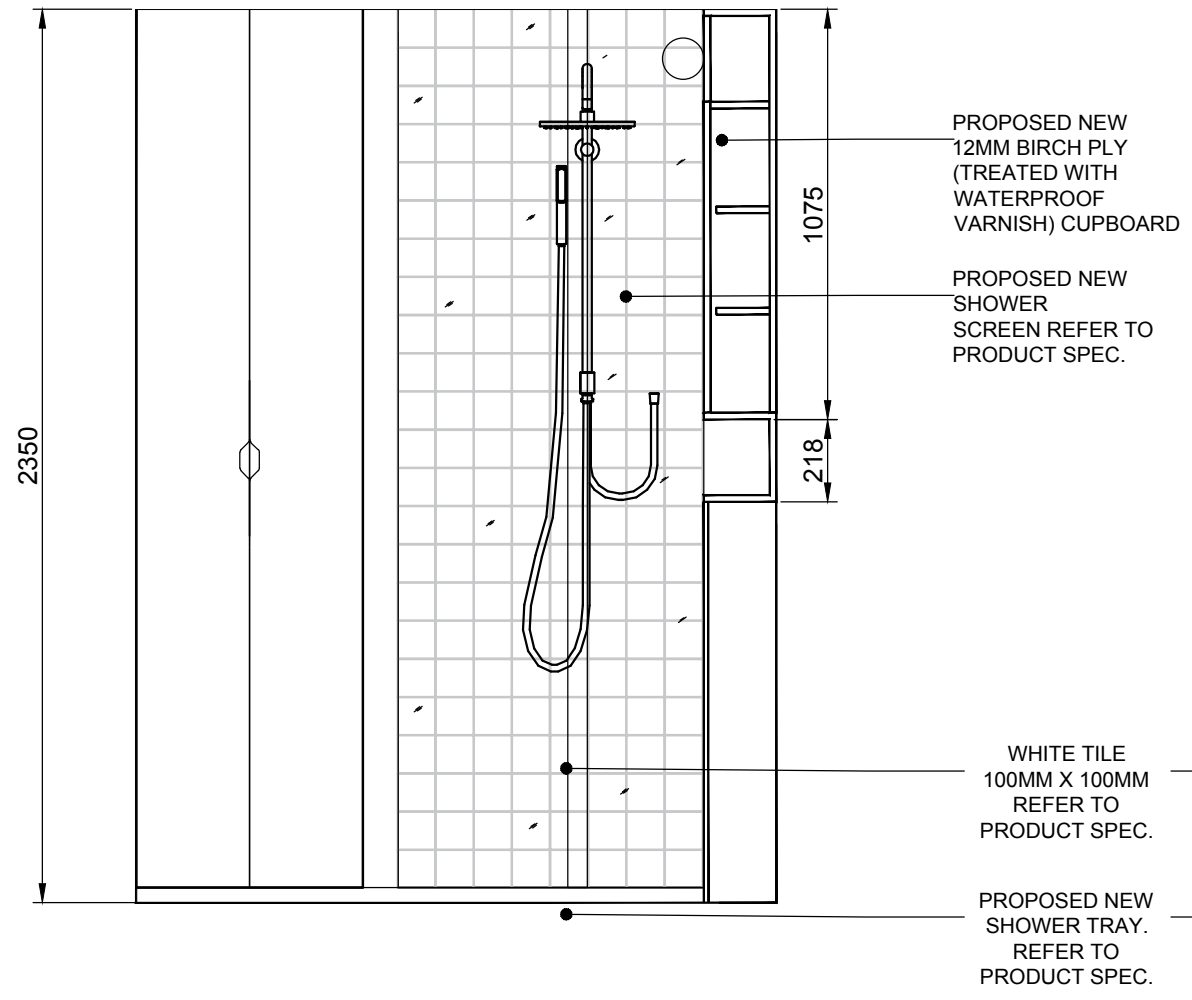 2350
1075
218
PROPOSED NEW
12MM BIRCH PLY
(TREATED WITH
WATERPROOF
VARNISH) CUPBOARD
PROPOSED NEW
SHOWER
SCREEN REFER TO
PRODUCT SPEC.
WHITE TILE
100MM X 100MM
REFER TO
PRODUCT SPEC.
PROPOSED NEW
SHOWER TRAY.
REFER TO
PRODUCT SPEC.